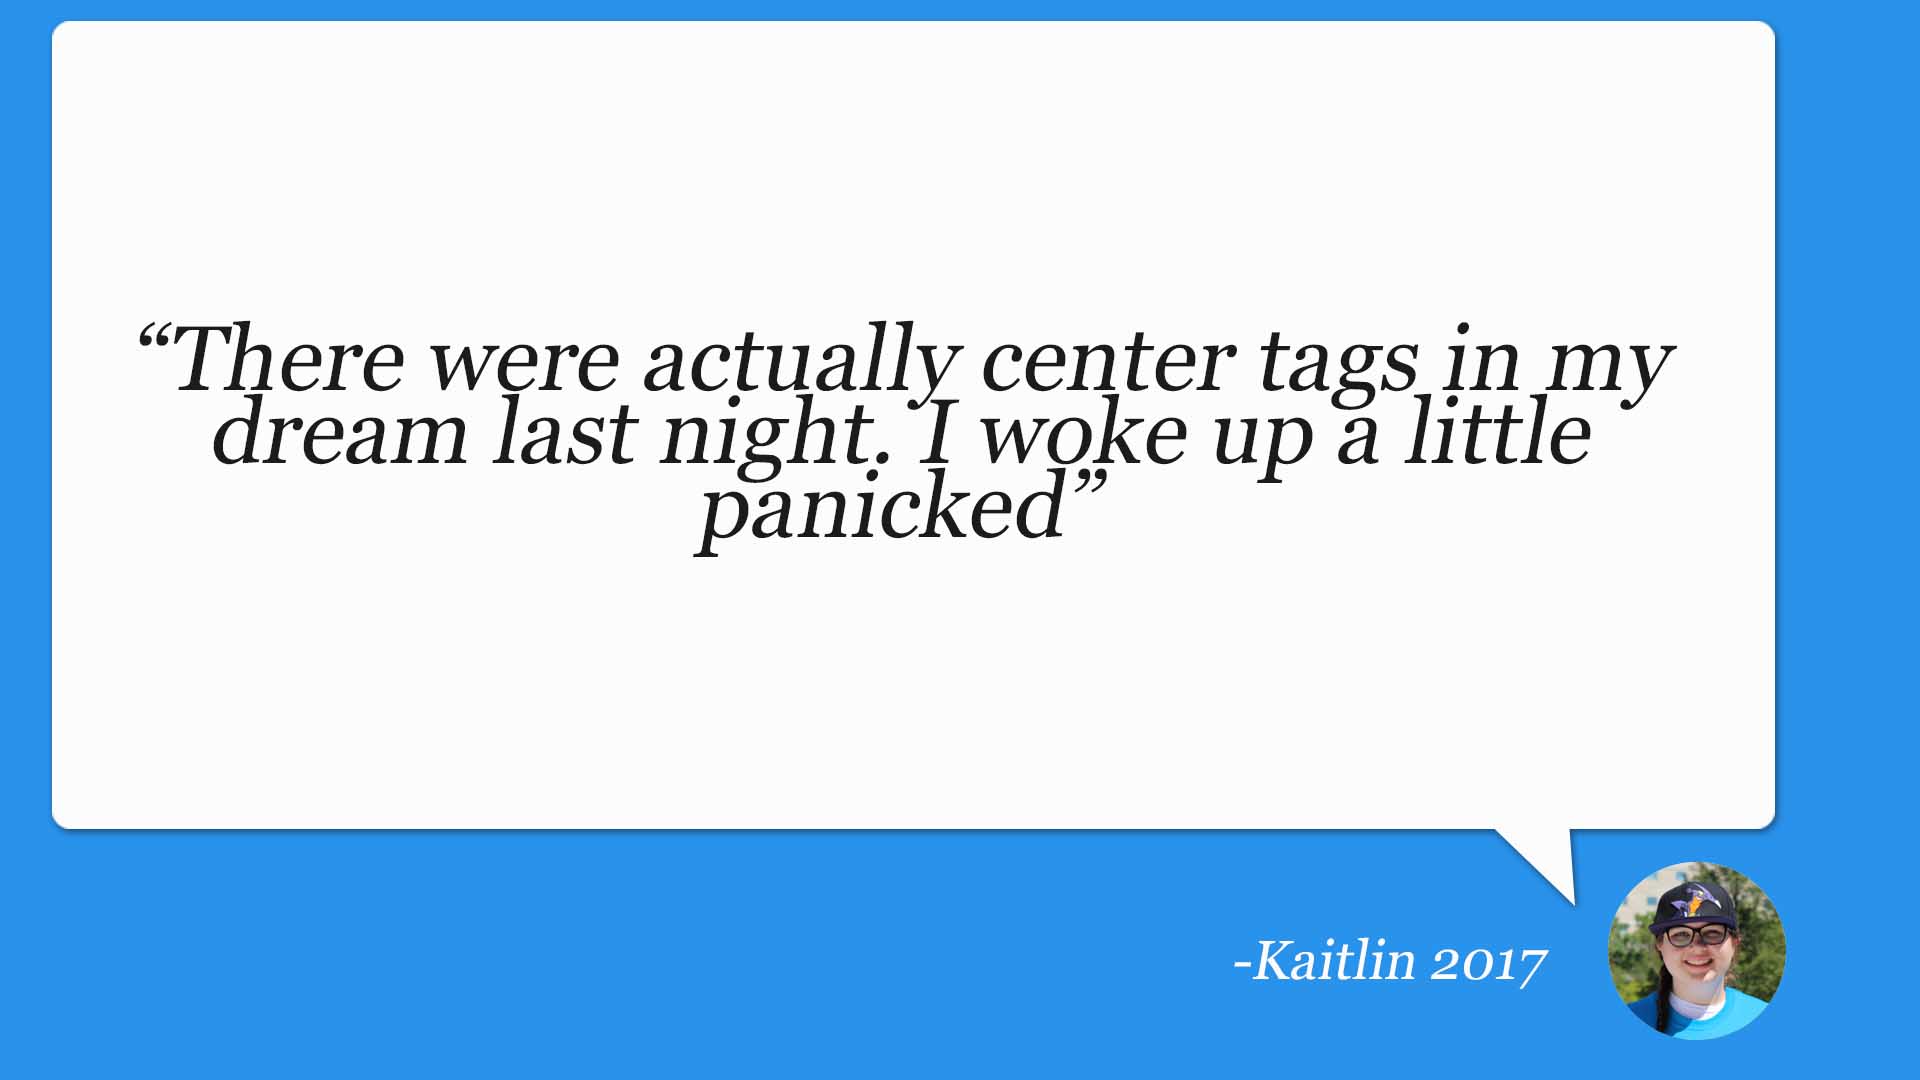 “There were actually center tags in my
dream last night. I woke up a little
panicked”
-Kaitlin 2017